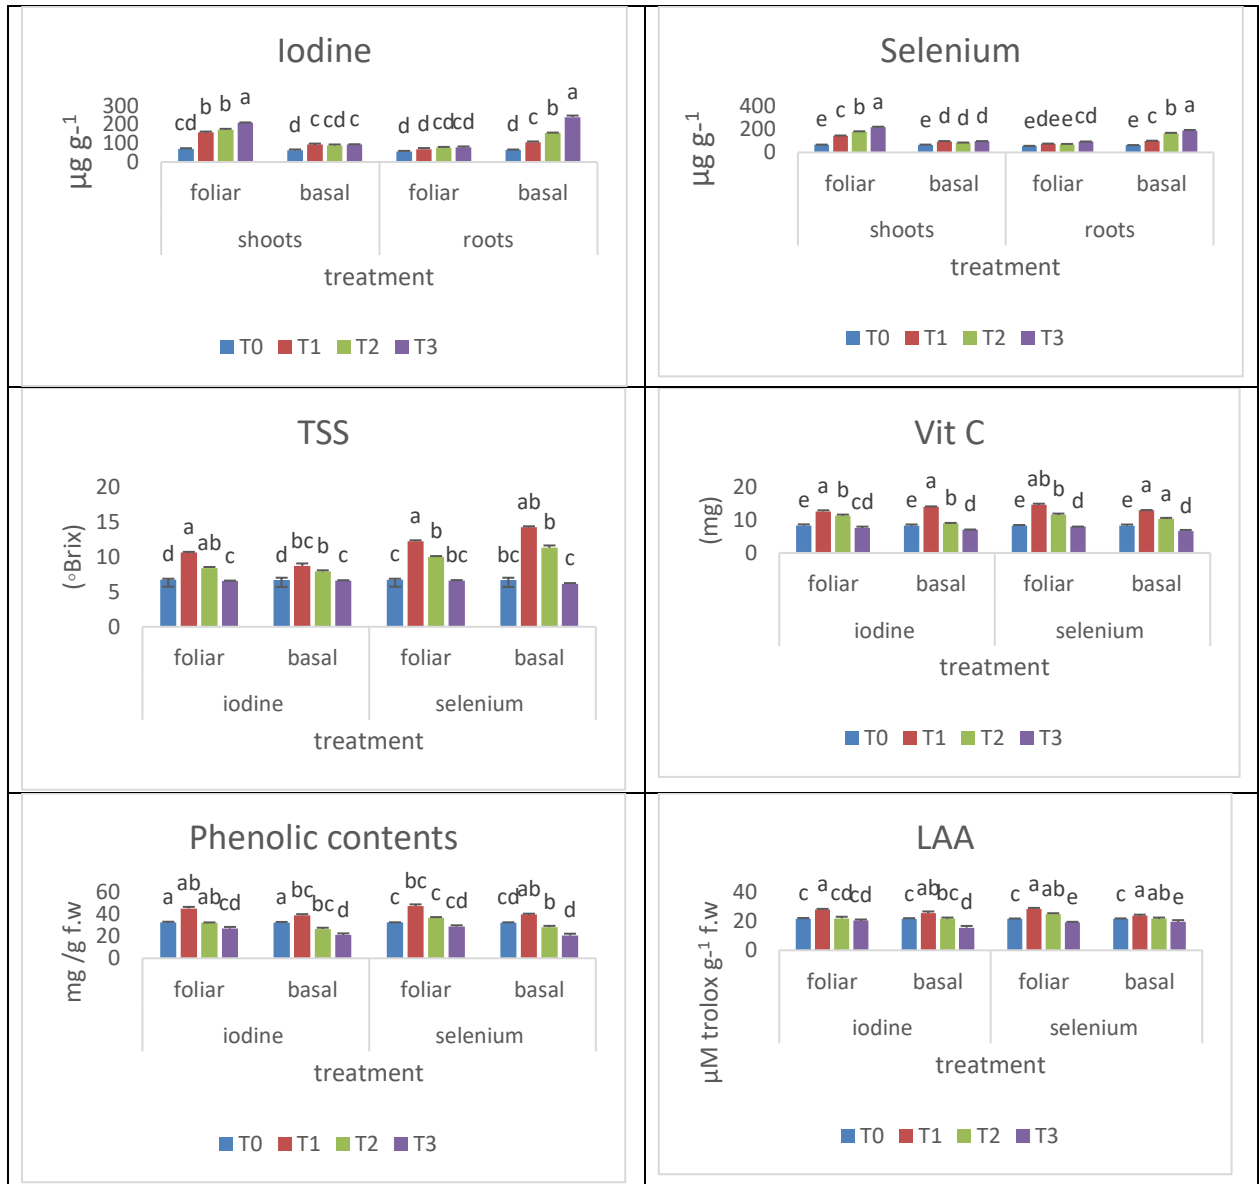 Iodine
µg g-1
300
200
100
0
cd b b a d c cd c d d cd cd d c b a
foliar basal foliar basal
shoots roots
treatment
T0 T1 T2 T3
Selenium
µg g-1
400
200
0
e c b a e d d d e de e cd e c b a
foliar basal foliar basal
shoots roots
treatment
T0 T1 T2 T3
TSS
(◦Brix)
20
15
10
5
0
d a ab c d bc b c c a b bc bc ab b c
foliar basal foliar basal
iodine selenium
treatment
Vit C
(mg)
20
10
0
e a b cd e a b d e ab b d e a a d
foliar basal foliar basal
iodine selenium
treatment
T0 T1 T2 T3
Phenolic contents
mg /g f.w
60
40
20
0
a ab ab cd a bc bc d c bc c cd cd ab b d
foliar basal foliar basal
iodine selenium
treatment
T0 T1 T2 T3
LAA
µM trolox g-1 f.w
40
20
0
c a cd cd c ab bc d c a ab e c a ab e
foliar basal foliar basal
iodine selenium
treatment
T0 T1 T2 T3